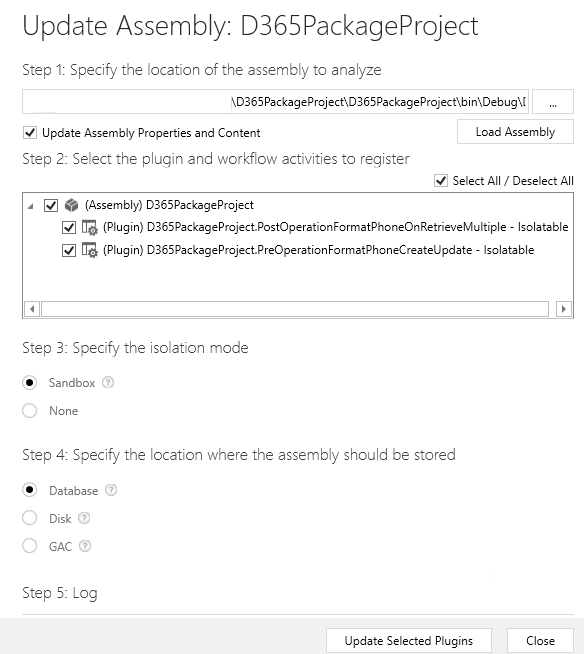 Update Assembly: D365PackageProject
Step 1: Specify the location of the assembly to analyze
\D365PackageProject\D365PackageProject\bin\Debug\
...
Update Assembly Properties and Content
Load Assembly
Step 2: Select the plugin and workflow activities to register
Select All / Deselect All
(Assembly) D365PackageProject
(Plugin) D365PackageProject.PostOperationFormatPhoneOnRetrieveMultiple - Isolatable
(Plugin) D365PackageProject.PreOperationFormatPhoneCreateUpdate - Isolatable
Step 3: Specify the isolation mode
Sandbox ?
None
Step 4: Specify the location where the assembly should be stored
Database ?
Disk ?
GAC ?
Step 5: Log
Update Selected Plugins
Close